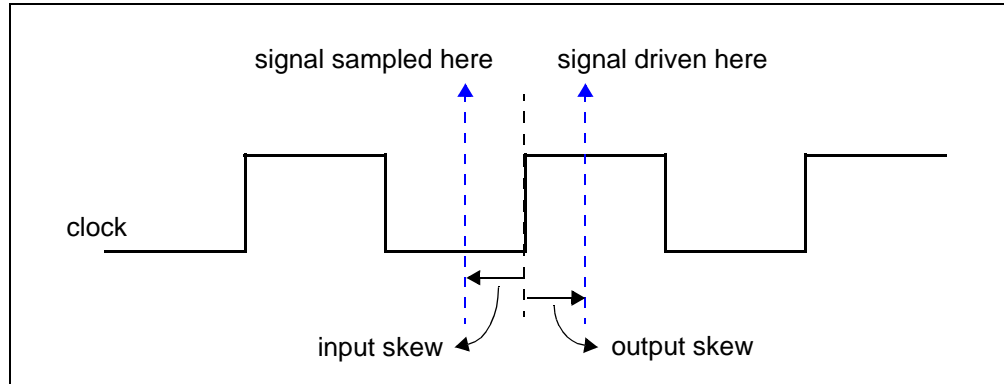 signal sampled here
signal driven here
clock
input skew
output skew